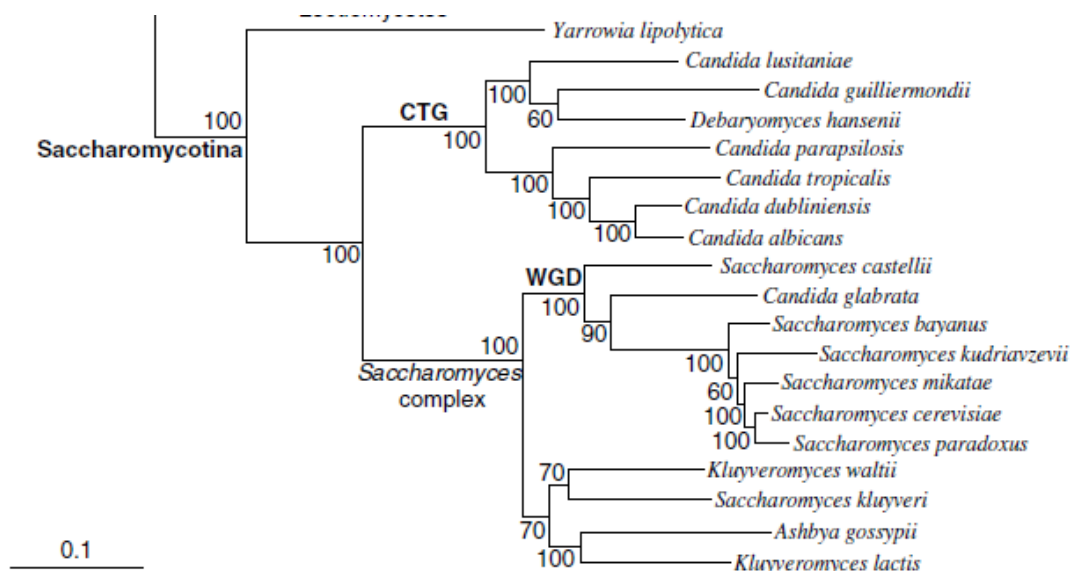 Yarrowia lipolytica
Candida lusitaniae
100
Candida guilliermondii
CTG
60
100
Debaryomyces hansenii
100
Saccharomycotina
Candida parapsilosis
100
Candida tropicalis
100
Candida dubliniensis
100
Candida albicans
100
Saccharomyces castellii
WGD
100
Candida glabrata
90
Saccharomyces bayanus
100
Saccharomyces kudriavzevii
100
Saccharomyces
complex
60
Saccharomyces mikatae
100
Saccharomyces cerevisiae
100
Saccharomyces paradoxus
70
Kluyveromyces waltii
Saccharomyces kluyveri
70
Ashbya gossypii
100
Kluyveromyces lactis
0.1